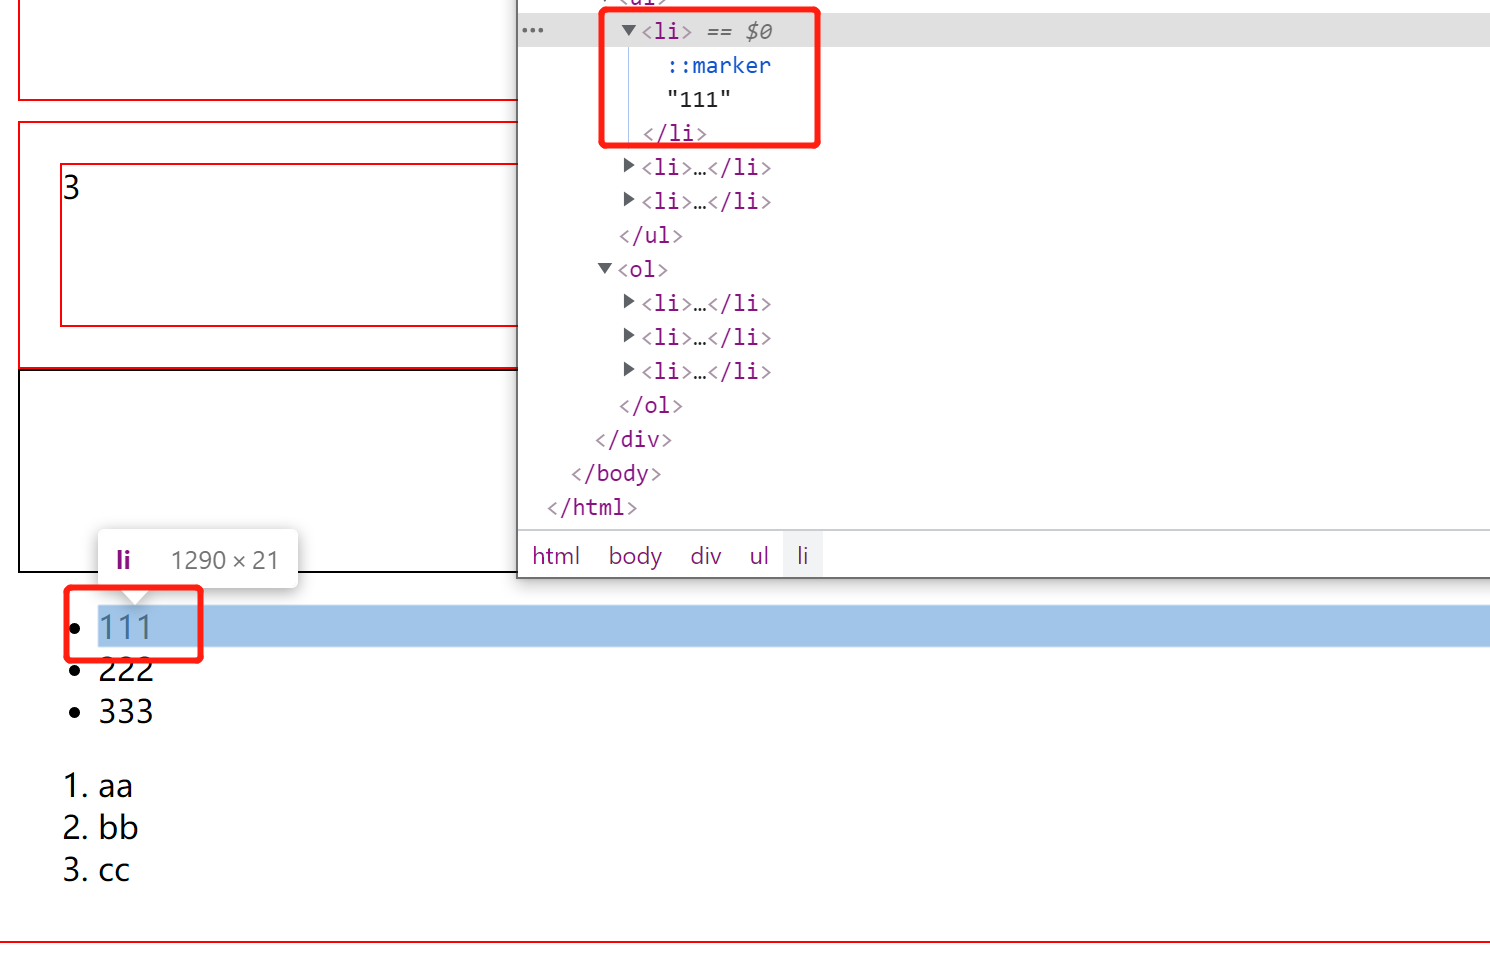 ul>
<li> == $0
::marker
"111"
</li>
<li>…</li>
<li>…</li>
</ul>
<ol>
<li>…</li>
<li>…</li>
<li>…</li>
</ol>
</div>
</body>
</html>
html body div ul li
3
li 1290 × 21
• 111
• 222
• 333
1. aa
2. bb
3. cc